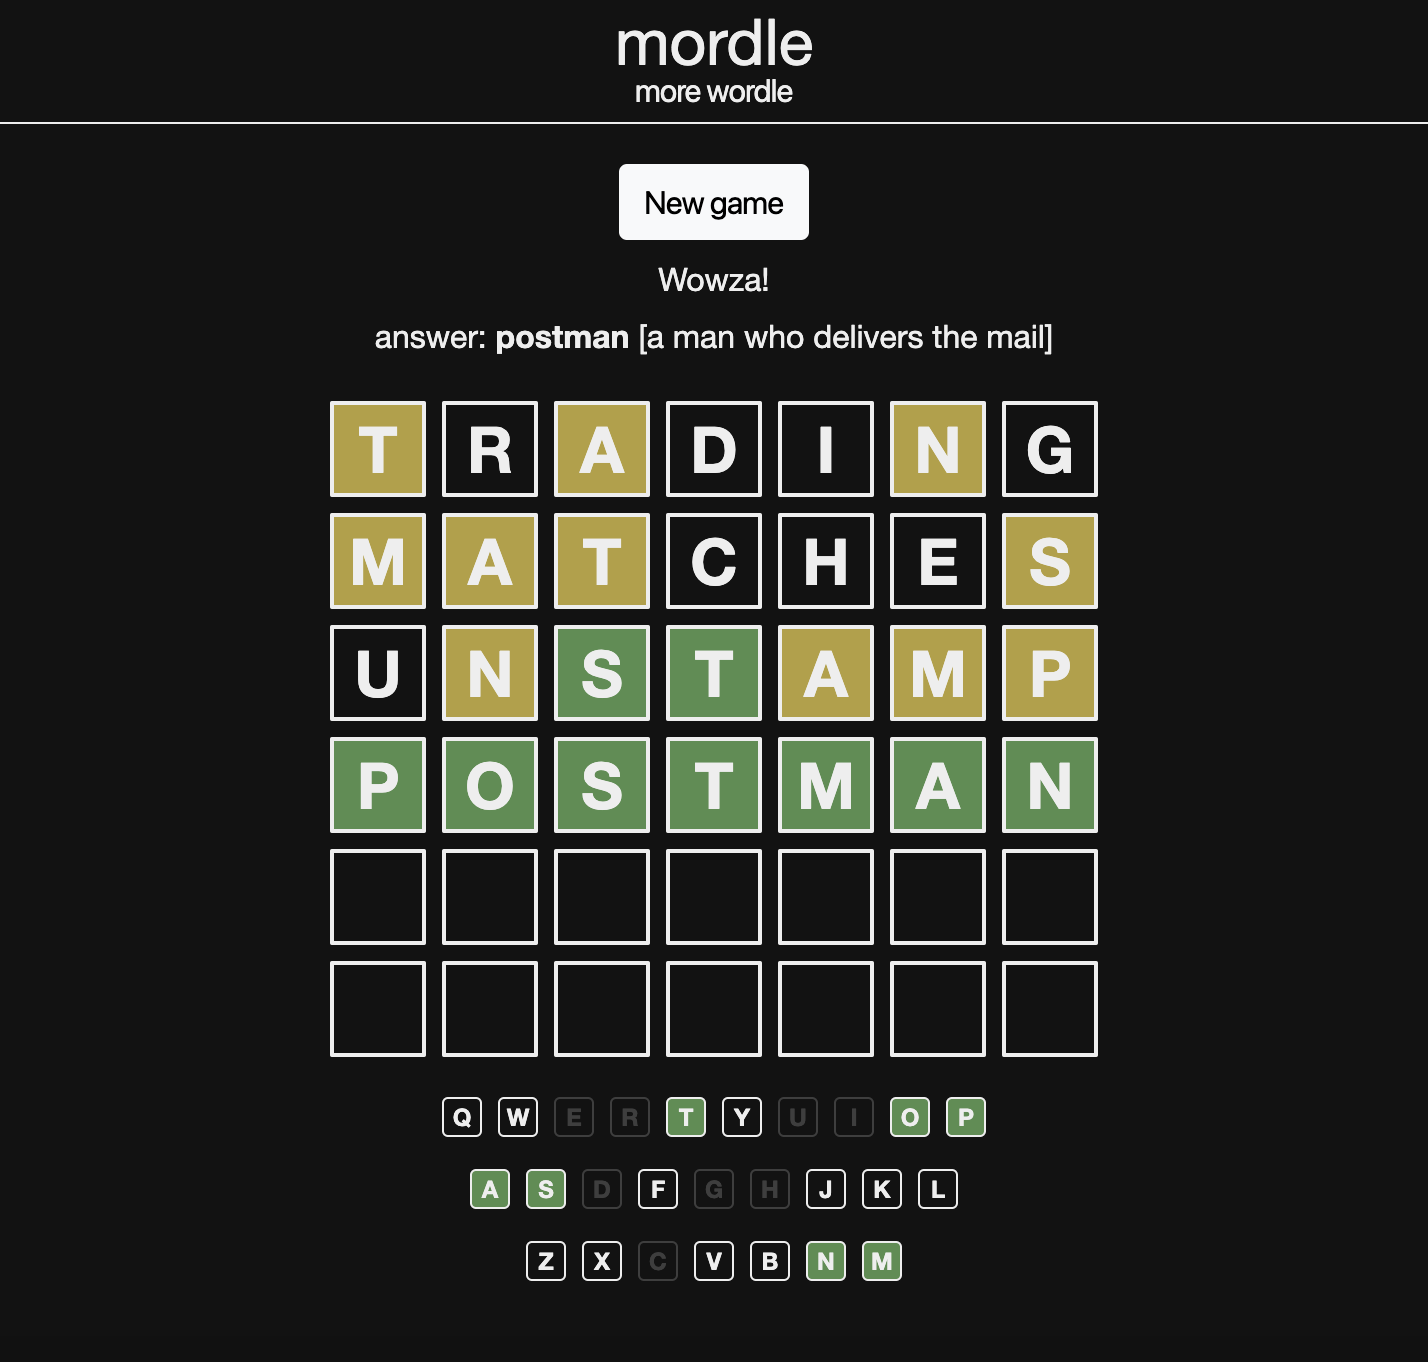 mordle
more wordle
New game
Wowza!
answer: postman [a man who delivers the mail]
T R A D I N G
M A T C H E S
U N S T A M P
P O S T M A N
Q W E R T Y U I O P
A S D F G H J K L
Z X C V B N M